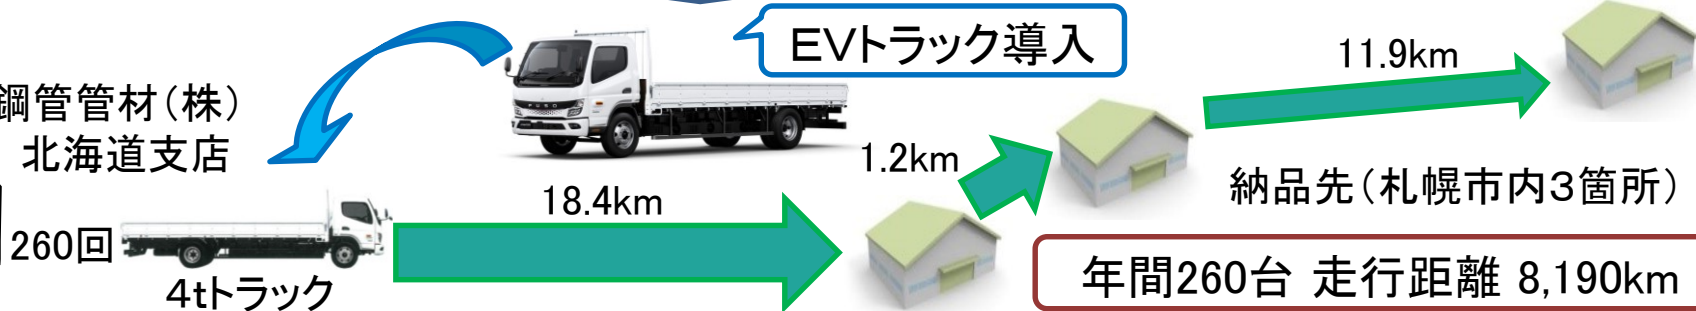 EVトラック導入
11.9km
鋼管管材(株)
北海道支店
1.2km
納品先(札幌市内3箇所)
18.4km
260回
4tトラック
年間260台 走行距離 8,190km
FUSO